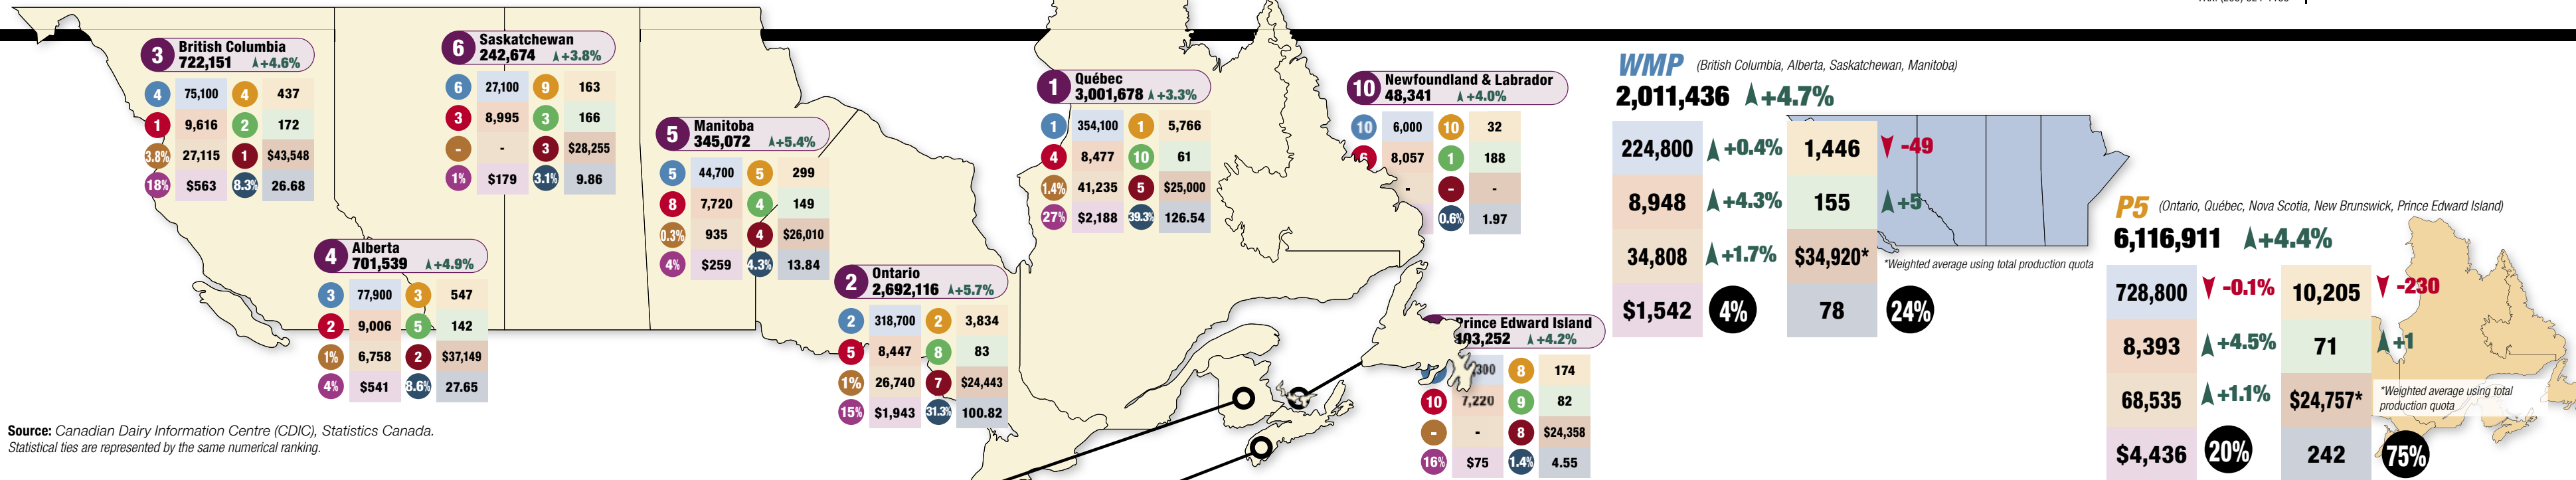 3 British Columbia
722,151 +4.6%
4 75,100 4 437
1 9,616 2 172
3.8% 27,115 1 $43,548
18% $563 8.3% 26.68
6 Saskatchewan
242,674 +3.8%
6 27,100 9 163
3 8,995 3 166
- - 3 $28,255
1% $179 3.1% 9.86
5 Manitoba
345,072 +5.4%
5 44,700 5 299
8 7,720 4 149
0.3% 935 4 $26,010
4% $259 4.3% 13.84
4 Alberta
701,539 +4.9%
3 77,900 3 547
2 9,006 5 142
1% 6,758 2 $37,149
4% $541 8.6% 27.65
2 Ontario
2,692,116 +5.7%
2 318,700 2 3,834
5 8,447 8 83
1% 26,740 7 $24,443
15% $1,943 31.3% 100.82
1 Québec
3,001,678 +3.3%
1 354,100 1 5,766
4 8,477 10 61
1.4% 41,235 5 $25,000
27% $2,188 39.3% 126.54
10 Newfoundland & Labrador
48,341 +4.0%
10 6,000 10 32
8,057 1 188
- - -
0.6% 1.97
Prince Edward Island
+4.2%
8 174
10 7,220 9 82
- - 8 $24,358
16% $75 1.4% 4.55
WMP (British Columbia, Alberta, Saskatchewan, Manitoba)
2,011,436 +4.7%
224,800 +0.4% 1,446 -49
8,948 +4.3% 155 +5
34,808 +1.7% $34,920* *Weighted average using total production quota
$1,542 4% 78 24%
P5 (Ontario, Québec, Nova Scotia, New Brunswick, Prince Edward Island)
6,116,911 +4.4%
728,800 -0.1% 10,205 -230
8,393 +4.5% 71 +1
68,535 +1.1% $24,757* *Weighted average using total
production quota
$4,436 20% 242 75%
Source: Canadian Dairy Information Centre (CDIC), Statistics Canada.
Statistical ties are represented by the same numerical ranking.